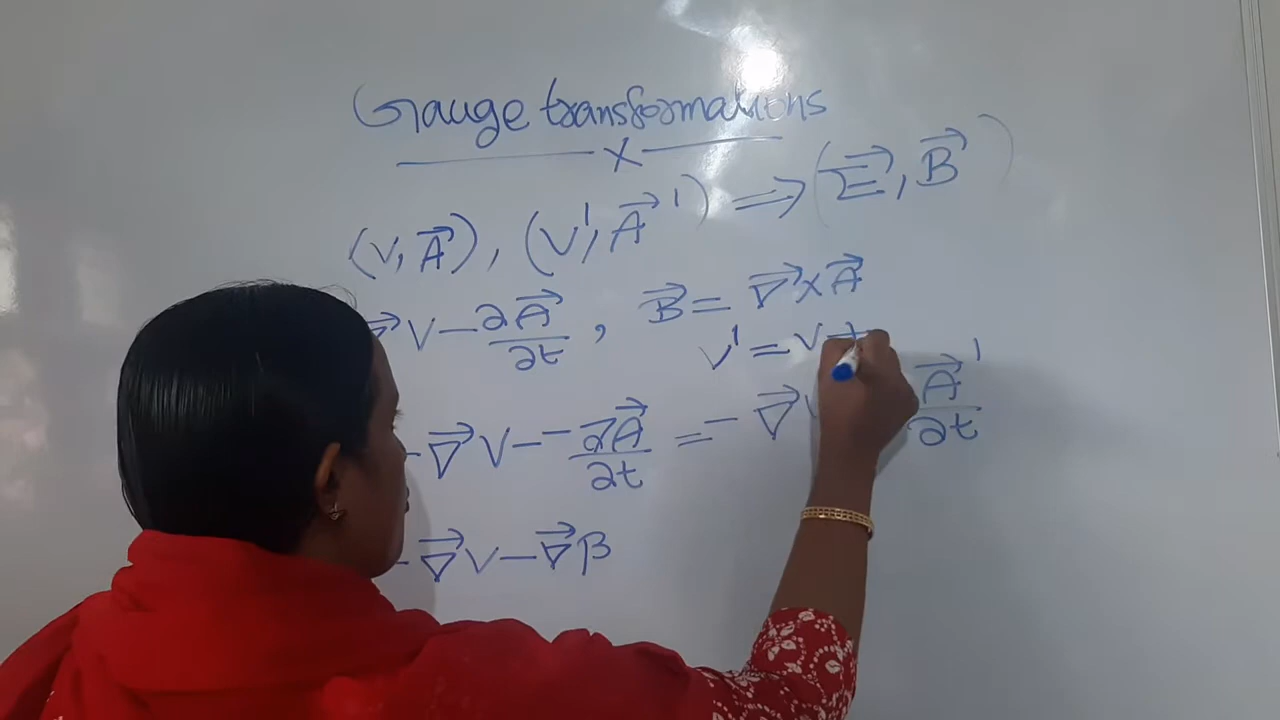 Gauge transformations
x
(V, A⃗), (V', A⃗') ⟹ (E⃗, B⃗)
V - ∂A⃗/∂t, B⃗ = ∇⃗ × A⃗
V' = V +
- ∇⃗V - - ∂A⃗/∂t = - ∇⃗ A⃗'/∂t
- ∇⃗V - ∇⃗β